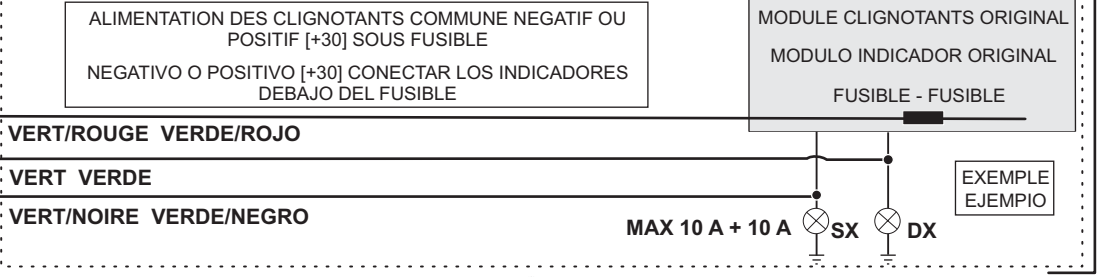 ALIMENTATION DES CLIGNOTANTS COMMUNE NEGATIF OU
POSITIF [+30] SOUS FUSIBLE
NEGATIVO O POSITIVO [+30] CONECTAR LOS INDICADORES
DEBAJO DEL FUSIBLE
MODULE CLIGNOTANTS ORIGINAL
MODULO INDICADOR ORIGINAL
FUSIBLE - FUSIBLE
VERT/ROUGE VERDE/ROJO
VERT VERDE
VERT/NOIRE VERDE/NEGRO
EXEMPLE
EJEMPIO
MAX 10 A + 10 A
SX
DX